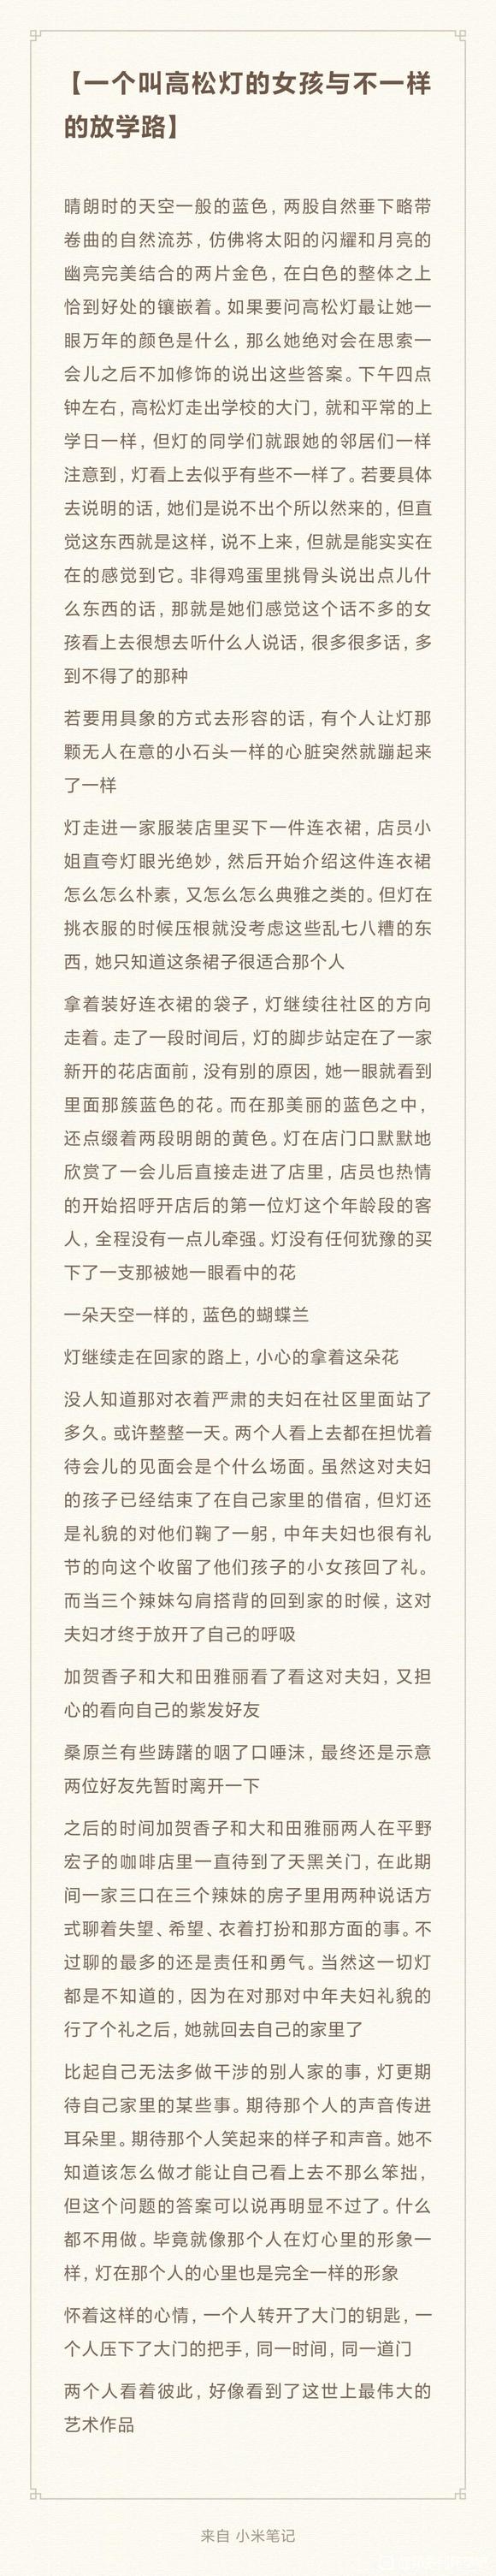 【一个叫高松灯的女孩与不一样
的放学路】
晴朗时的天空一般的蓝色，两股自然垂下略带
卷曲的自然流苏，仿佛将太阳的闪耀和月亮的
幽亮完美结合的两片金色，在白色的整体之上
恰到好处的镶嵌着。如果要问高松灯最让她一
眼万年的颜色是什么，那么她绝对会在思索一
会儿之后不加修饰的说出这些答案。下午四点
钟左右，高松灯走出学校的大门，就和平常的上
学日一样，但灯的同学们就跟她的邻居们一样
注意到，灯看上去似乎有些不一样了。若要具体
去说明的话，她们是说不出个所以然来的，但直
觉这东西就是这样，说不上来，但就是能实实在
在的感觉到它。非得鸡蛋里挑骨头说出点儿什
么东西的话，那就是她们感觉这个话不多的女
孩看上去很想去听什么人说话，很多很多话，多
到不得了的那种
若要用具象的方式去形容的话，有个人让灯那
颗无人在意的小石头一样的心脏突然就蹦起来
了一样
灯走进一家服装店里买下一件连衣裙，店员小
姐直夸灯眼光绝妙，然后开始介绍这件连衣裙
怎么怎么朴素，又怎么怎么典雅之类的。但灯在
挑衣服的时候压根就没考虑这些乱七八糟的东
西，她只知道这条裙子很适合那个人
拿着装好连衣裙的袋子，灯继续往社区的方向
走着。走了一段时间后，灯的脚步站定在了一家
新开的花店面前，没有别的原因，她一眼就看到
里面那簇蓝色的花。而在那美丽的蓝色之中，
还点缀着两段明朗的黄色。灯在店门口默默地
欣赏了一会儿后直接走进了店里，店员也热情
的开始招呼开店后的第一位灯这个年龄段的客
人，全程没有一点儿牵强。灯没有任何犹豫的买
下了一支那被她一眼看中的花
一朵天空一样的，蓝色的蝴蝶兰
灯继续走在回家的路上，小心的拿着这朵花
没人知道那对衣着严肃的夫妇在社区里面站了
多久。或许整整一天。两个人看上去都在担忧着
待会儿的见面会是个什么场面。虽然这对夫妇
的孩子已经结束了在自己家里的借宿，但灯还
是礼貌的对他们鞠了一躬，中年夫妇也很有礼
节的向这个收留了他们孩子的小女孩回了礼。
而当三个辣妹勾肩搭背的回到家的时候，这对
夫妇才终于放开了自己的呼吸
加贺香子和大和田雅丽看了看这对夫妇，又担
心的看向自己的紫发好友
桑原兰有些踌躇的咽了口唾沫，最终还是示意
两位好友先暂时离开一下
之后的时间加贺香子和大和田雅丽两人在平野
宏子的咖啡店里一直待到了天黑关门，在此期
间一家三口在三个辣妹的房子里用两种说话方
式聊着失望、希望、衣着打扮和那方面的事。不
过聊的最多的还是责任和勇气。当然这一切灯
都是不知道的，因为在对那对中年夫妇礼貌的
行了个礼之后，她就回去自己的家里了
比起自己无法多做干涉的别人家的事，灯更期
待自己家里的某些事。期待那个人的声音传进
耳朵里。期待那个人笑起来的样子和声音。她不
知道该怎么做才能让自己看上去不那么笨拙，
但这个问题的答案可以说再明显不过了。什么
都不用做。毕竟就像那个人在灯心里的形象一
样，灯在那个人的心里也是完全一样的形象
怀着这样的心情，一个人转开了大门的钥匙，一
个人压下了大门的把手，同一时间，同一道门
两个人看着彼此，好像看到了这世上最伟大的
艺术作品
来自 小米笔记